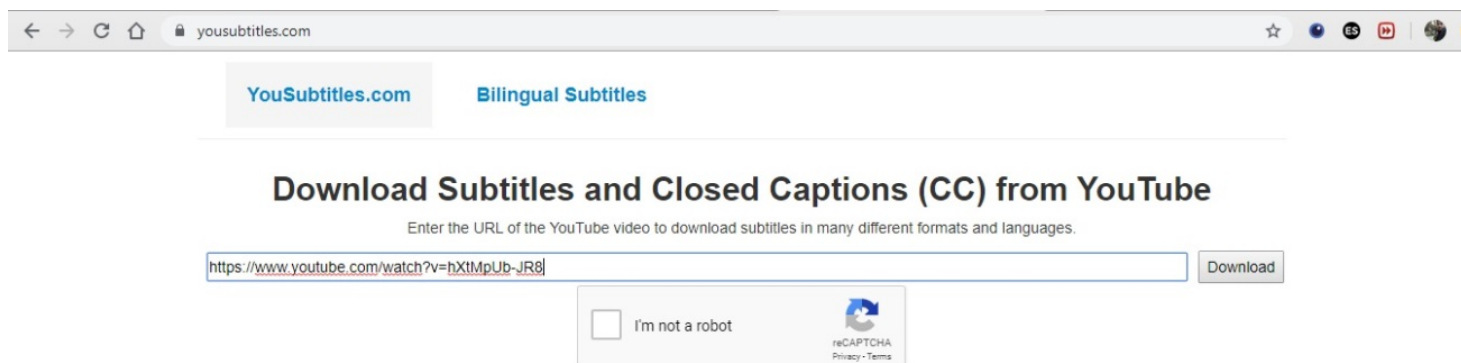 yousubtitles.com
ES
YouSubtitles.com Bilingual Subtitles
Download Subtitles and Closed Captions (CC) from YouTube
Enter the URL of the YouTube video to download subtitles in many different formats and languages.
https://www.youtube.com/watch?v=hXtMpUb-JR8 Download
I'm not a robot
reCAPTCHA
Privacy - Terms